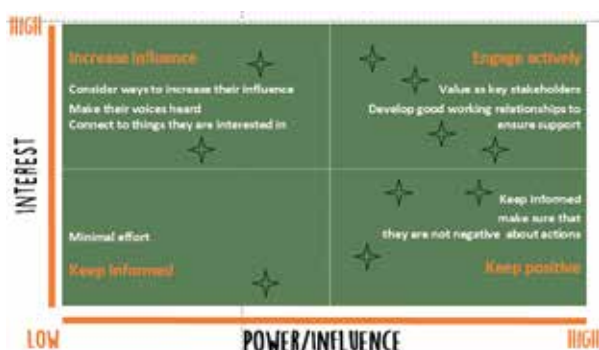 HIGH
Increase influence
Consider ways to increase their influence
Make their voices heard
Connect to things they are interested in
Engage actively
Value as key stakeholders
Develop good working relationships to
ensure support
INTEREST
Minimal effort
Keep informed
Keep informed
make sure that
they are not negative about actions
Keep positive
LOW
POWER/INFLUENCE
HIGH